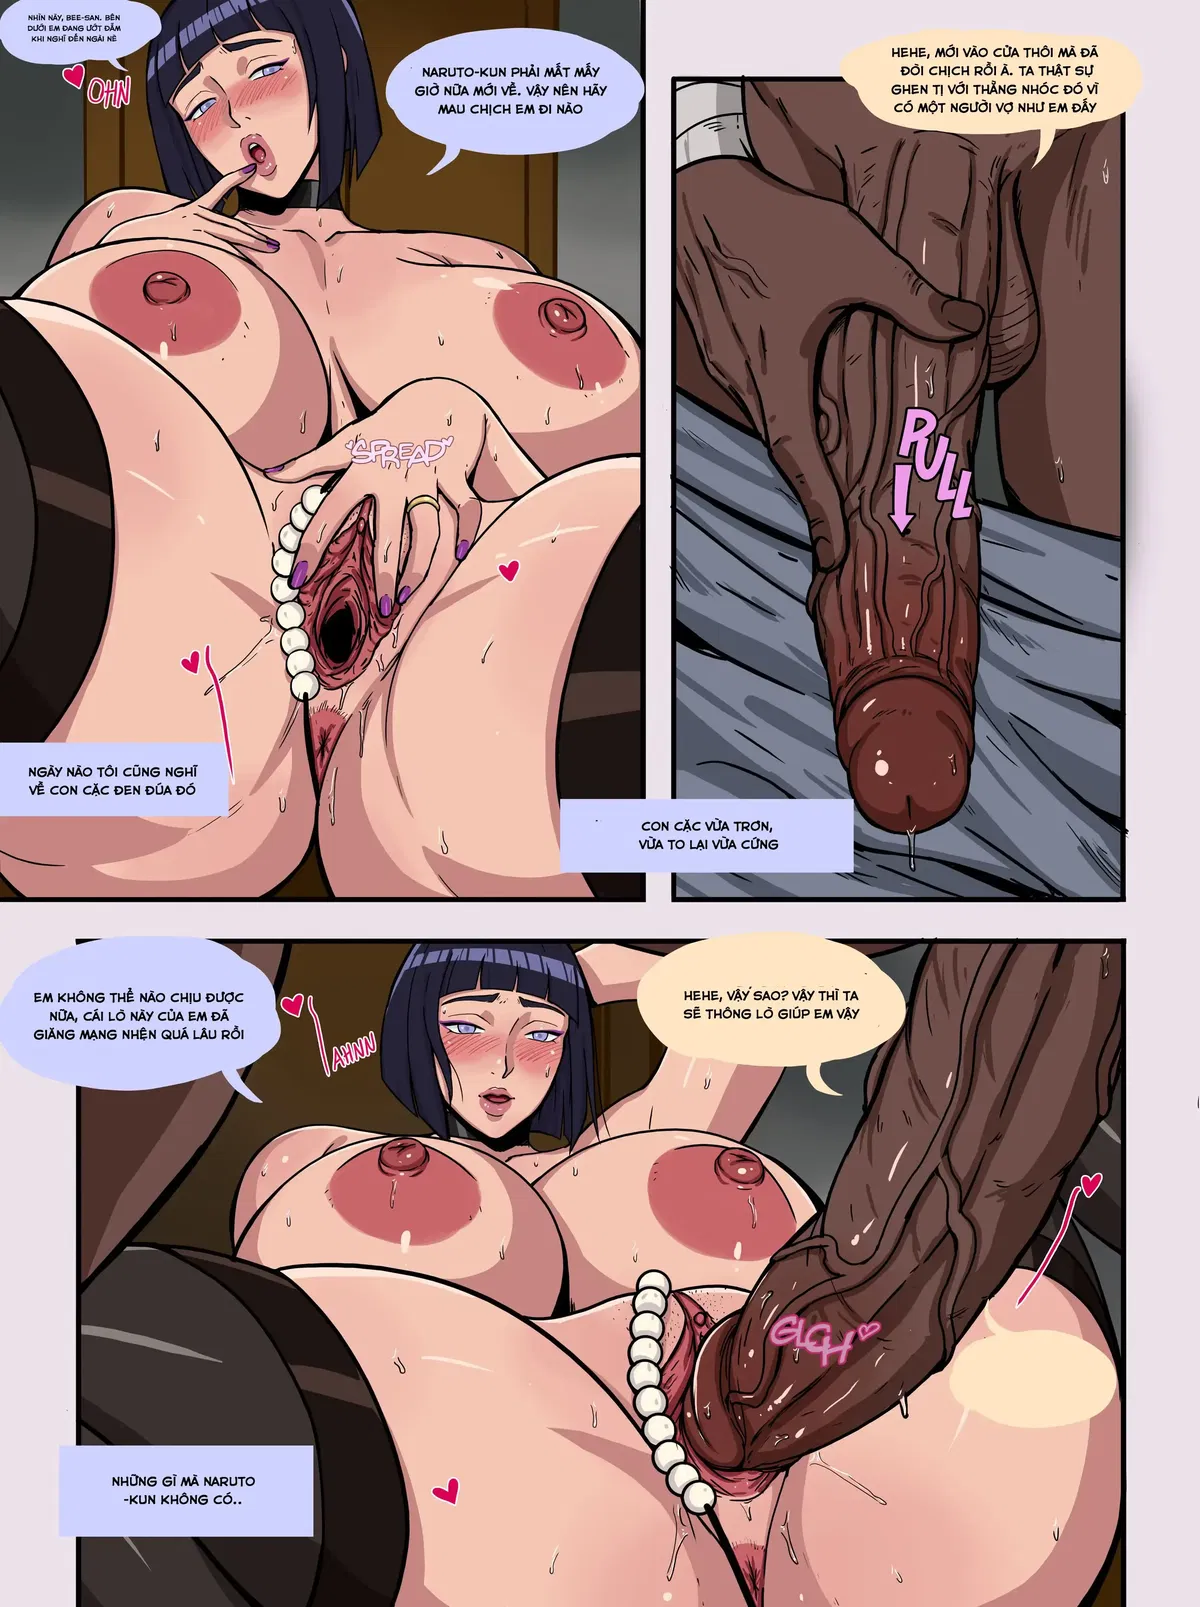 NHÌN NÀY, BEE-SAN. BÊN
DƯỚI EM ĐANG ƯỚT ĐẪM
KHI NGHĨ ĐẾN NGÀI NÈ
OHN
NARUTO-KUN PHẢI MẤT MẤY
GIỜ NỮA MỚI VỀ. VẬY NÊN HÃY
MAU CHỊCH EM ĐI NÀO
SPREAD
NGÀY NÀO TÔI CŨNG NGHĨ
VỀ CON CẶC ĐEN ĐÚA ĐÓ
HEHE, MỚI VÀO CỬA THÔI MÀ ĐÃ
ĐÒI CHỊCH RỒI À. TA THẬT SỰ
GHEN TỊ VỚI THẰNG NHÓC ĐÓ VÌ
CÓ MỘT NGƯỜI VỢ NHƯ EM ĐẤY
PULL
CON CẶC VỪA TRƠN,
VỪA TO LẠI VỪA CỨNG
EM KHÔNG THỂ NÀO CHỊU ĐƯỢC
NỮA, CÁI LỒ NÀY CỦA EM ĐÃ
GIĂNG MẠNG NHỆN QUÁ LÂU RỒI
AHNN
HEHE, VẬY SAO? VẬY THÌ TA
SẼ THÔNG LỒ GIÚP EM VẬY
GLCH
NHỮNG GÌ MÀ NARUTO
-KUN KHÔNG CÓ..